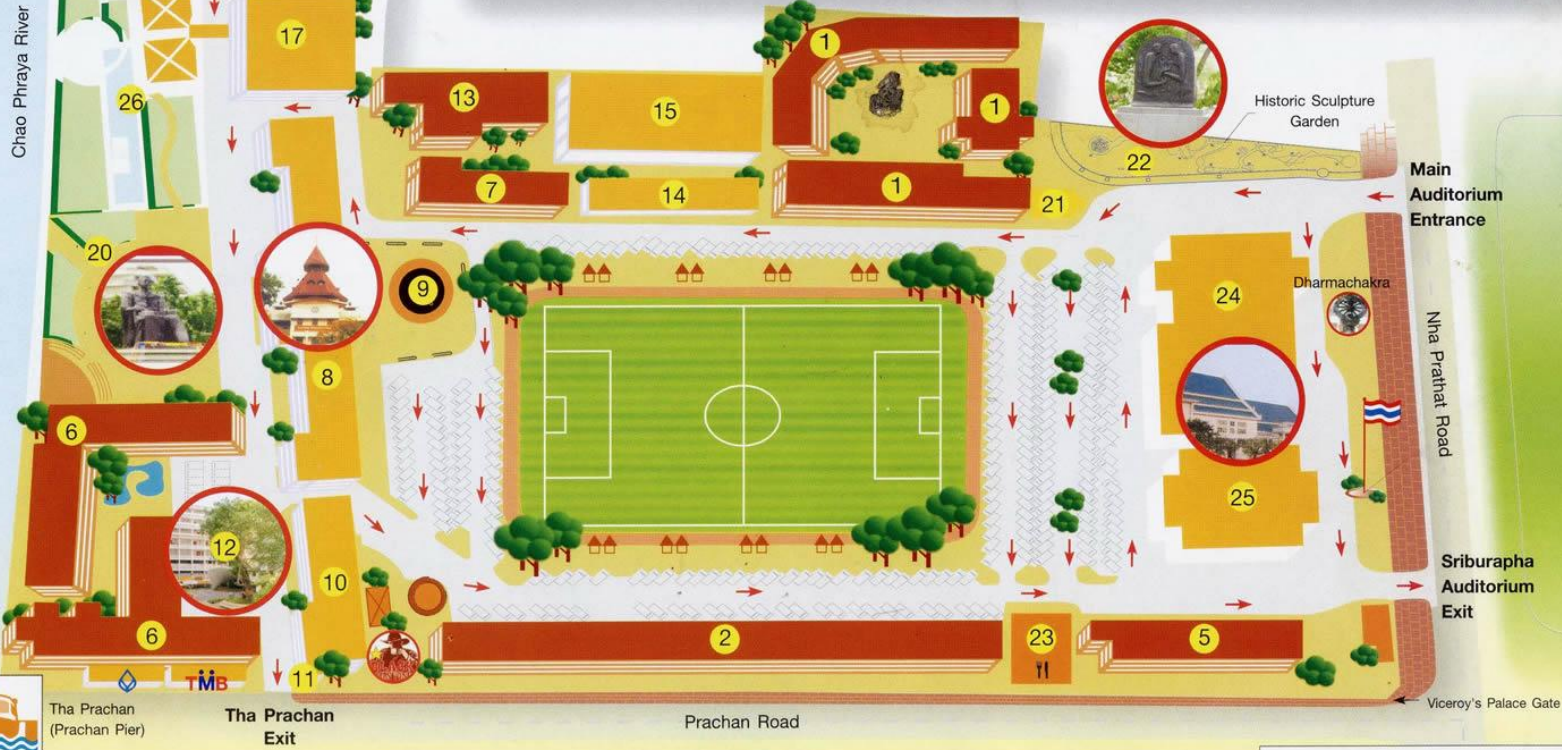 Chao Phraya River
17
1
26
13
15
1
Historic Sculpture
Garden
22
7
14
1
21
Main
Auditorium
Entrance
20
9
24
Dharmachakra
Nha Prathat Road
8
6
25
12
10
Sriburapha
Auditorium
Exit
6
2
23
5
11
TMB
Tha Prachan
(Prachan Pier)
Tha Prachan
Exit
Prachan Road
Viceroy's Palace Gate